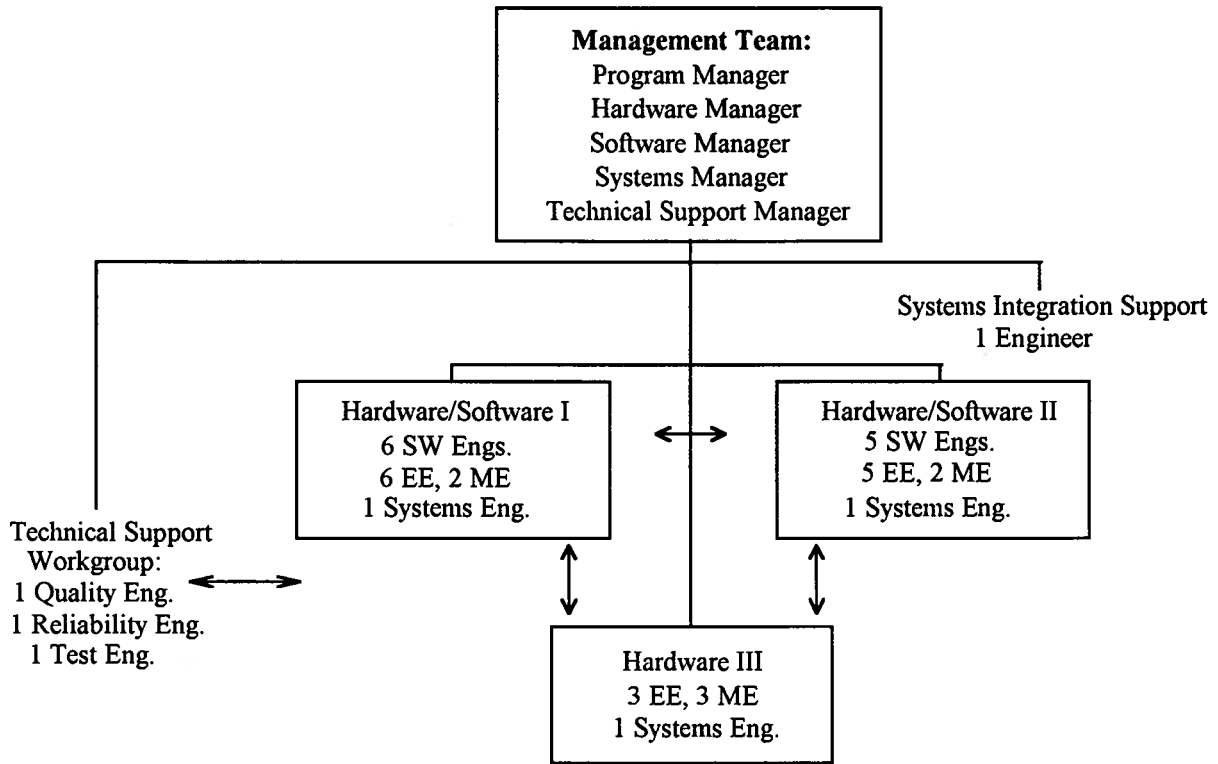 Management Team:
Program Manager
Hardware Manager
Software Manager
Systems Manager
Technical Support Manager
Systems Integration Support
1 Engineer
Hardware/Software I
6 SW Engs.
6 EE, 2 ME
1 Systems Eng.
Hardware/Software II
5 SW Engs.
5 EE, 2 ME
1 Systems Eng.
Technical Support
Workgroup:
1 Quality Eng.
1 Reliability Eng.
1 Test Eng.
Hardware III
3 EE, 3 ME
1 Systems Eng.